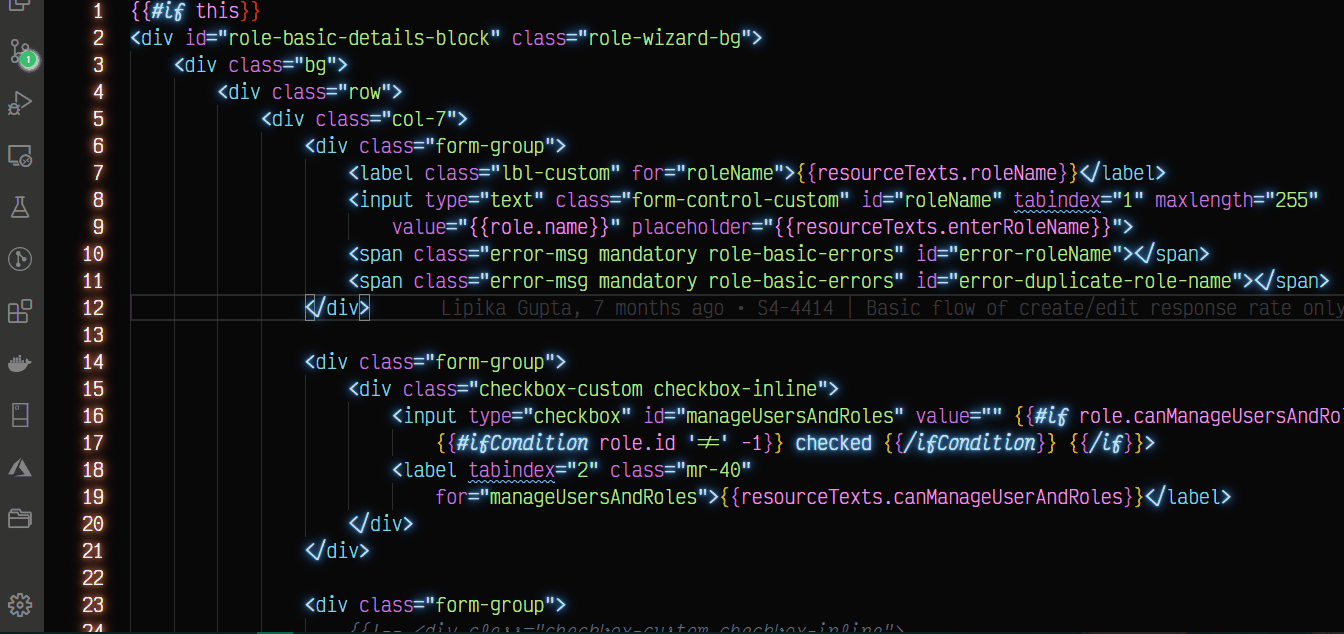 1 {{#if this}}
2 <div id="role-basic-details-block" class="role-wizard-bg">
1
3 <div class="bg">
4 <div class="row">
5 <div class="col-7">
6 <div class="form-group">
7 <label class="lbl-custom" for="roleName">{{resourceTexts.roleName}}</label>
8 <input type="text" class="form-control-custom" id="roleName" tabindex="1" maxlength="255"
9 value="{{role.name}}" placeholder="{{resourceTexts.enterRoleName}}">
10 <span class="error-msg mandatory role-basic-errors" id="error-roleName"></span>
11 <span class="error-msg mandatory role-basic-errors" id="error-duplicate-role-name"></span>
12 </div> Lipika Gupta, 7 months ago • S4-4414 | Basic flow of create/edit response rate only
13
14 <div class="form-group">
15 <div class="checkbox-custom checkbox-inline">
16 <input type="checkbox" id="manageUsersAndRoles" value="" {{#if role.canManageUsersAndRo
17 {{#ifCondition role.id '≠' -1}} checked {{/ifCondition}} {{/if}}>
18 <label tabindex="2" class="mr-40"
19 for="manageUsersAndRoles">{{resourceTexts.canManageUserAndRoles}}</label>
20 </div>
21 </div>
22
23 <div class="form-group">
24 {{!-- <div class="checkbox-custom checkbox-inline">